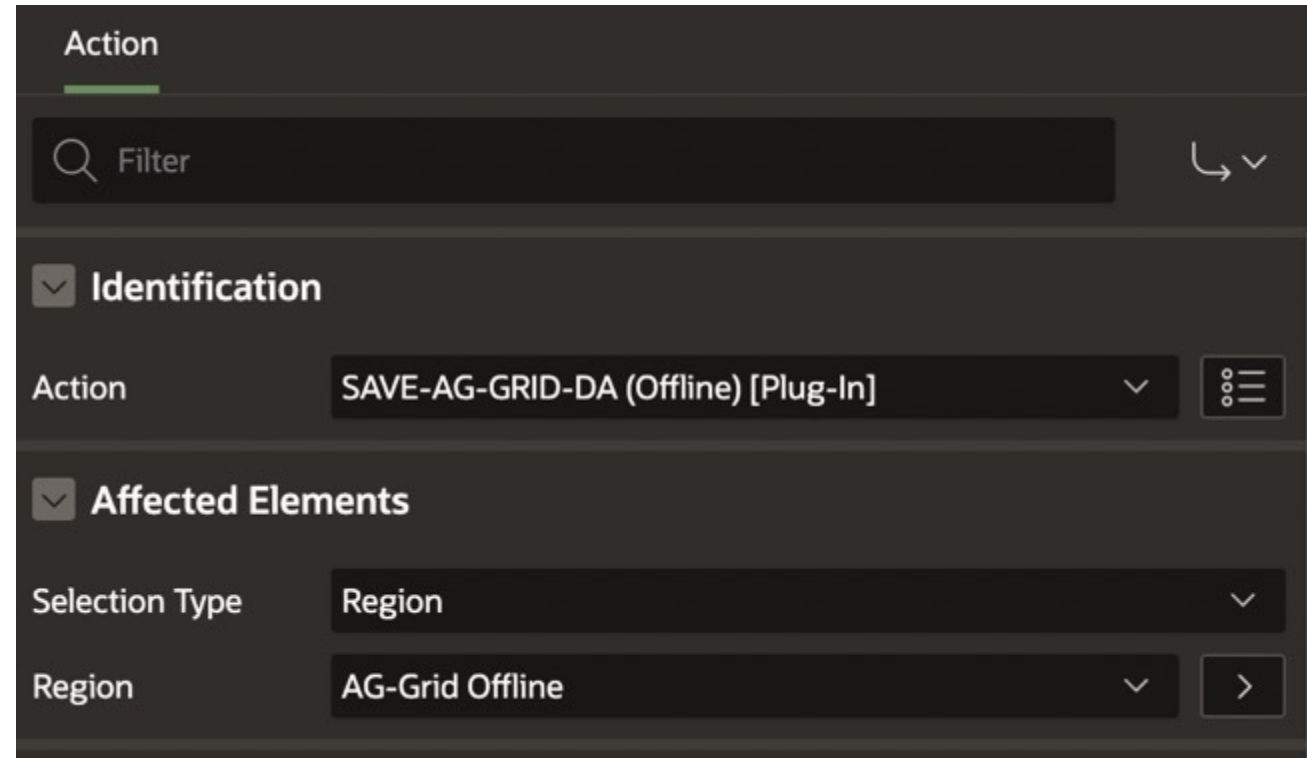 Action
Filter
Identification
Action SAVE-AG-GRID-DA (Offline) [Plug-In]
Affected Elements
Selection Type Region
Region AG-Grid Offline